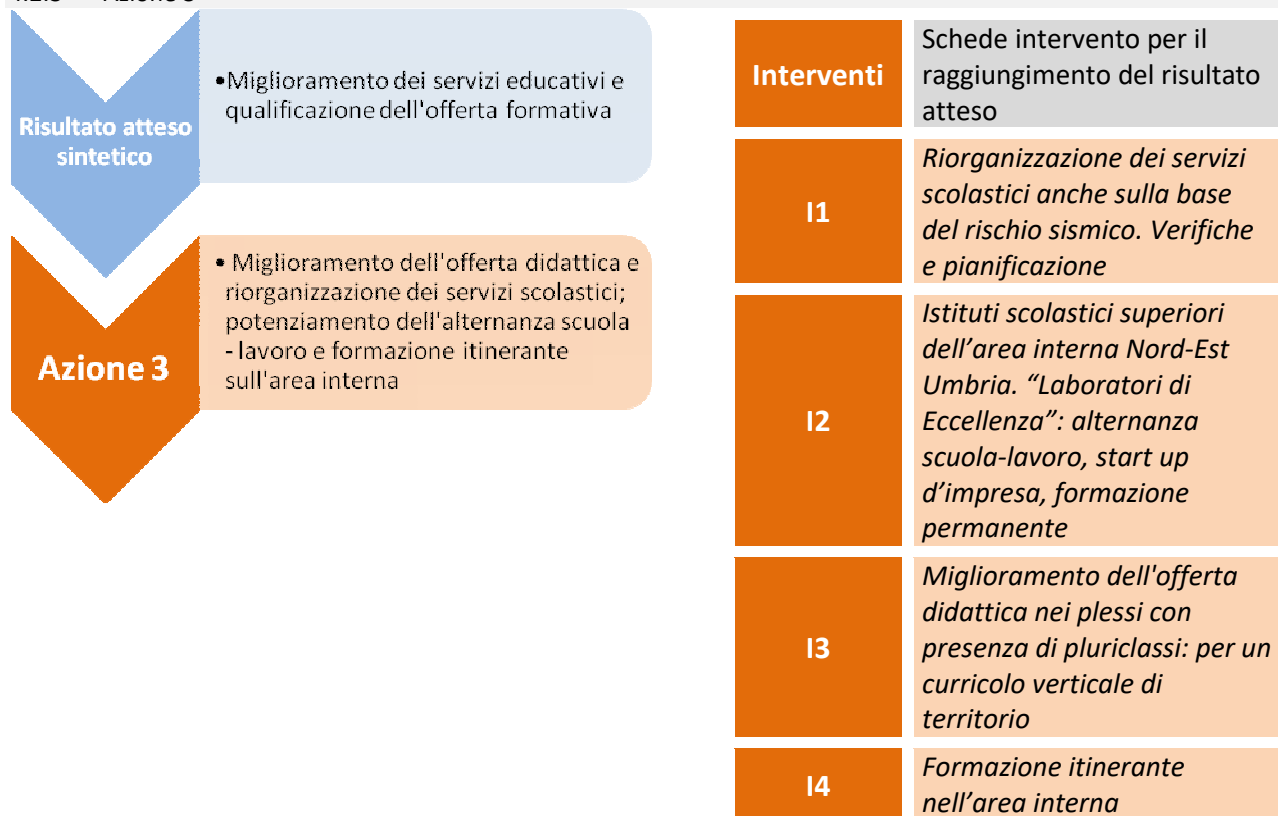 Risultato atteso
sintetico
•Miglioramento dei servizi educativi e
qualificazione dell'offerta formativa
Azione 3
• Miglioramento dell'offerta didattica e
riorganizzazione dei servizi scolastici;
potenziamento dell'alternanza scuola
- lavoro e formazione itinerante
sull'area interna
Interventi
Schede intervento per il
raggiungimento del risultato
atteso
I1
Riorganizzazione dei servizi
scolastici anche sulla base
del rischio sismico. Verifiche
e pianificazione
I2
Istituti scolastici superiori
dell’area interna Nord-Est
Umbria. “Laboratori di
Eccellenza”: alternanza
scuola-lavoro, start up
d’impresa, formazione
permanente
I3
Miglioramento dell'offerta
didattica nei plessi con
presenza di pluriclassi: per un
curricolo verticale di
territorio
I4
Formazione itinerante
nell’area interna